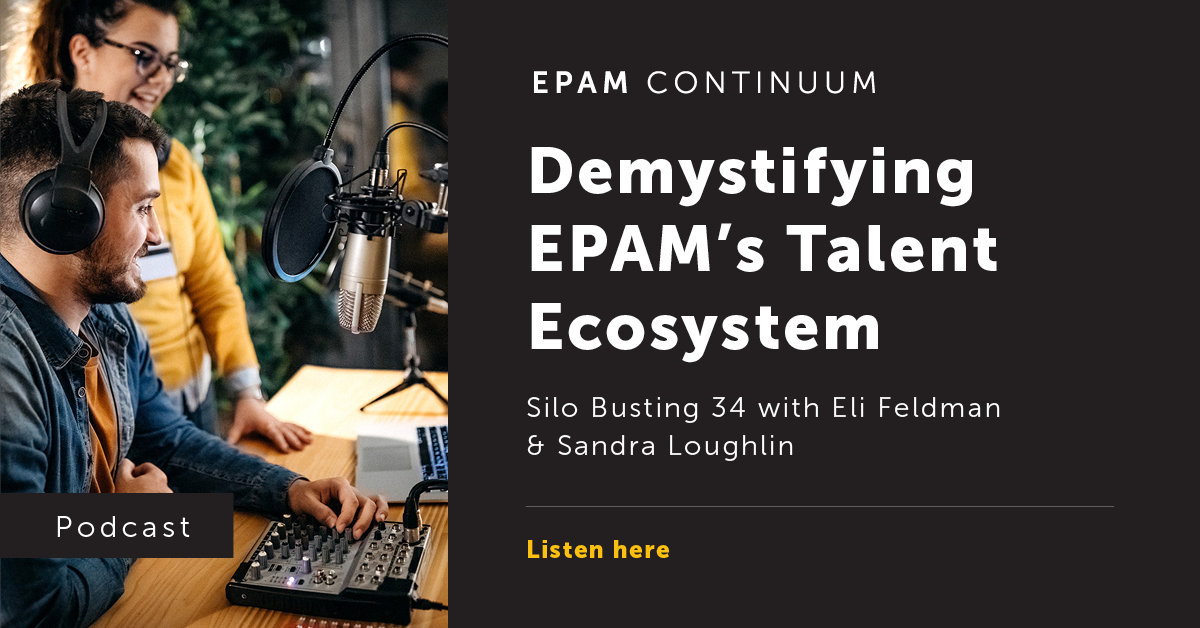 EPAM CONTINUUM
Demystifying
EPAM’s Talent
Ecosystem
Silo Busting 34 with Eli Feldman
& Sandra Loughlin
Listen here
Podcast